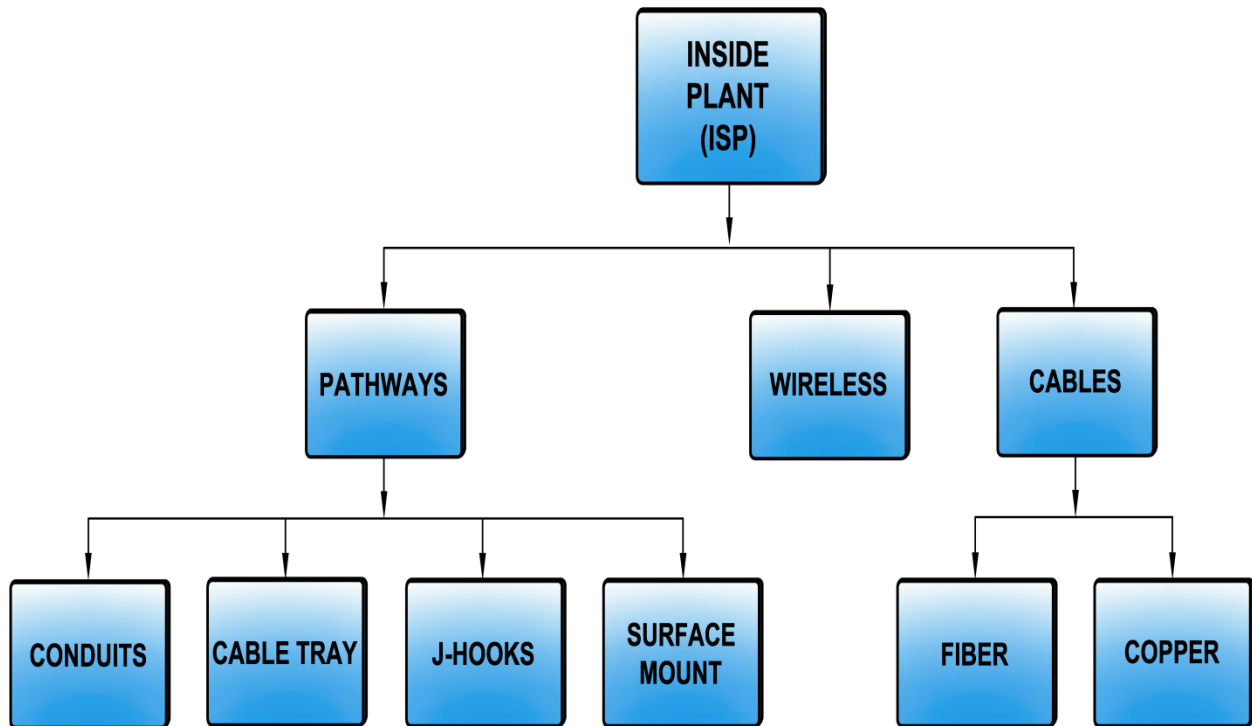 INSIDE
PLANT
(ISP)
PATHWAYS
WIRELESS
CABLES
CONDUITS
CABLE TRAY
J-HOOKS
SURFACE
MOUNT
FIBER
COPPER